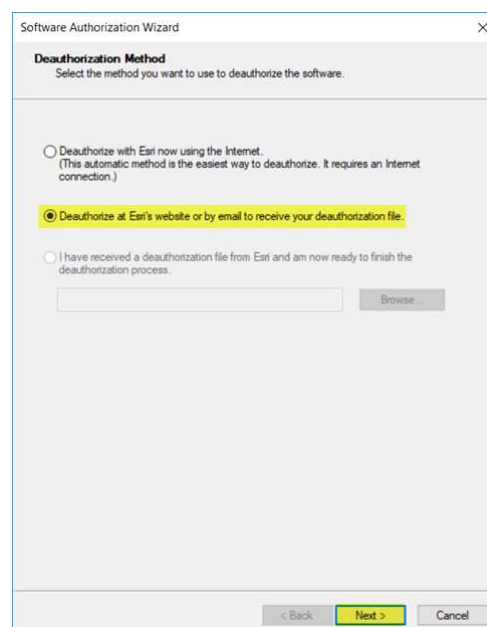 Software Authorization Wizard
Deauthorization Method
Select the method you want to use to deauthorize the software.
Deauthorize with Esri now using the Internet.
(This automatic method is the easiest way to deauthorize. It requires an Internet
connection.)
Deauthorize at Esri's website or by email to receive your deauthorization file.
I have received a deauthorization file from Esri and am now ready to finish the
deauthorization process.
Browse...
< Back Next > Cancel